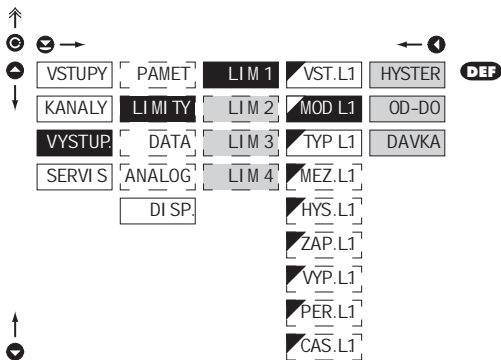 VSTUPY PAMET LIM 1 VST.L1 HYSTER DEF
KANALY LIMITY LIM 2 MOD L1 OD-DO
VYSTUP. DATA LIM 3 TYP L1 DAVKA
SERVIS ANALOG LIM 4 MEZ.L1
DISP. HYS.L1
ZAP.L1
VYP.L1
PER.L1
CAS.L1